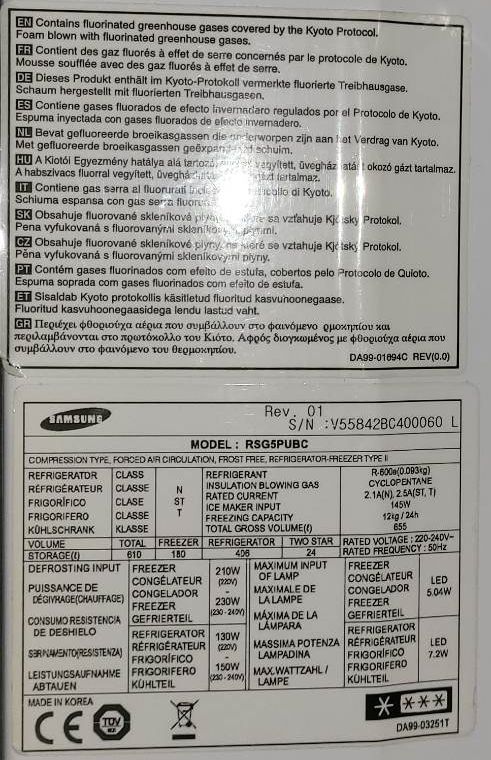 EN Contains fluorinated greenhouse gases covered by the Kyoto Protocol.
Foam blown with fluorinated greenhouse gases.
FR Contient des gaz fluorés à effet de serre concernés par le protocole de Kyoto.
Mousse soufflée avec des gaz fluorés à effet de serre.
DE Dieses Produkt enthält im Kyoto-Protokoll vermerkte fluorierte Treibhausgase.
Schaum hergestellt mit fluorierten Treibhausgasen.
ES Contiene gases fluorados de efecto invernadero regulados por el Protocolo de Kyoto.
Espuma inyectada con gases fluorados de efecto invernadero.
NL Bevat gefluoreerde broeikasgassen die onderworpen zijn aan het Verdrag van Kyoto.
Met gefluoreerde broeikasgassen schuim.
HU A Kiotói Egyezmény hatálya alá vegyített, okozó gázt tartalmaz.
A habszivacs fluorral vegyített, gázt tartalmaz.
IT Contiene gas serra al di Kyoto.
Schiuma espansa con gas serra
SK Obsahuje fluorované skleníkové sa vzťahuje Kjótsky Protokol.
Pena vyfukovaná s fluorovanými
CZ Obsahuje fluorované skleníkové plyny, na které se vztahuje Kjótský Protokol.
Pěna vyfukovaná s fluorovanými skleníkovými plyny.
PT Contém gases fluorinados com efeito de estufa, cobertos pelo Protocolo de Quioto.
Espuma soprada com gases fluorinados com efeito de estufa.
ET Sisaldab Kyoto protokollis käsitletud fluoritud kasvuhoonegaase.
Fluoritud kasvuhoonegaasidega lendu lastud vaht.
GR Περιέχει φθοριούχα αέρια που συμβάλλουν στο φαινόμενο ρμοκηπίου και
περιλαμβάνονται στο πρωτόκολλο του Κιότο. Αφρός διογκωμένος με φθοριούχα αέρια που
συμβάλλουν στο φαινόμενο του θερμοκηπίου.
DA99-01894C REV(0.0)
SAMSUNG
Rev. 01
S/N :V55842BC400060 L
MODEL : RSG5PUBC
COMPRESSION TYPE, FORCED AIR CIRCULATION, FROST FREE, REFRIGERATOR-FREEZER TYPE II
REFRIGERATOR CLASS REFRIGERANT R-600a(0.093kg)
RÉFRIGÉRATEUR CLASSE N INSULATION BLOWING GAS CYCLOPENTANE
FRIGORÍFICO CLASE ST RATED CURRENT 2.1A(N), 2.5A(ST, T)
FRIGORIFERO CLASSE T ICE MAKER INPUT 145W
KÜHLSCHRANK KLASSE FREEZING CAPACITY 12kg / 24h
TOTAL GROSS VOLUME(ℓ) 655
VOLUME TOTAL FREEZER REFRIGERATOR TWO STAR RATED VOLTAGE : 220-240V~
STORAGE(ℓ) 610 180 406 24 RATED FREQUENCY : 50Hz
DEFROSTING INPUT
PUISSANCE DE
DÉGIVRAGE(CHAUFFAGE)
CONSUMO RESISTENCIA
DE DESHIELO
SBRINAMENTO(RESISTENZA)
LEISTUNGSAUFNAHME
ABTAUEN
FREEZER
CONGÉLATEUR
CONGELADOR
FREEZER
GEFRIERTEIL
210W
(220V)
-
230W
(230 - 240V)
REFRIGERATOR
RÉFRIGÉRATEUR
FRIGORÍFICO
FRIGORIFERO
KÜHLTEIL
130W
(220V)
-
150W
(230 - 240V)
MAXIMUM INPUT
OF LAMP
MAXIMALE DE
LA LAMPE
MÁXIMA DE LA
LÁMPARA
MASSIMA POTENZA
LAMPADINA
MAX.WATTZAHL /
LAMPE
FREEZER
CONGÉLATEUR
CONGELADOR
FREEZER
GEFRIERTEIL
LED
5.04W
REFRIGERATOR
RÉFRIGÉRATEUR
FRIGORÍFICO
FRIGORIFERO
KÜHLTEIL
LED
7.2W
MADE IN KOREA
CE TÜV
DA99-03251T